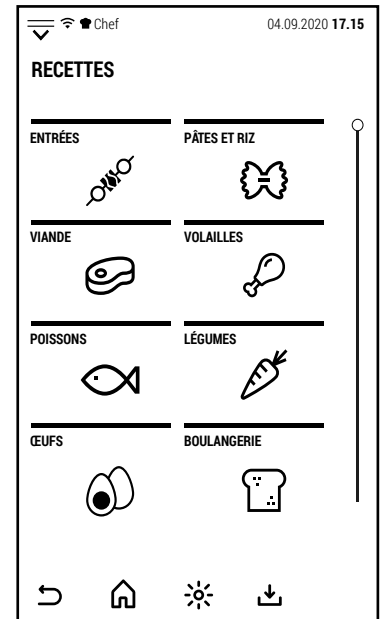 Chef 04.09.2020 17.15
RECETTES
ENTRÉES PÂTES ET RIZ
VIANDE VOLAILLES
POISSONS LÉGUMES
ŒUFS BOULANGERIE